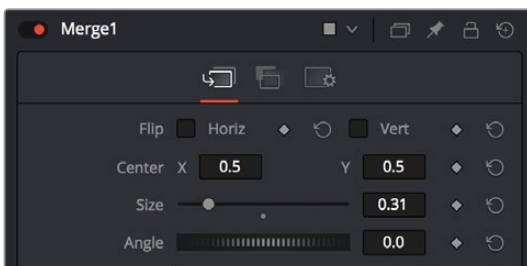 Merge1
Flip Horiz Vert
Center X 0.5 Y 0.5
Size 0.31
Angle 0.0